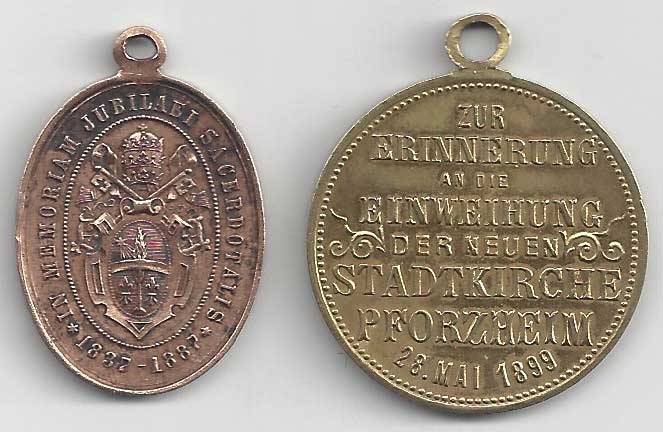 IN MEMORIAM JUBILAEI SACERDOTALIS
* 1837-1887 *
ZUR
ERINNERUNG
AN DIE
EINWEIHUNG
DER NEUEN
STADTKIRCHE
PFORZHEIM
28. MAI 1899